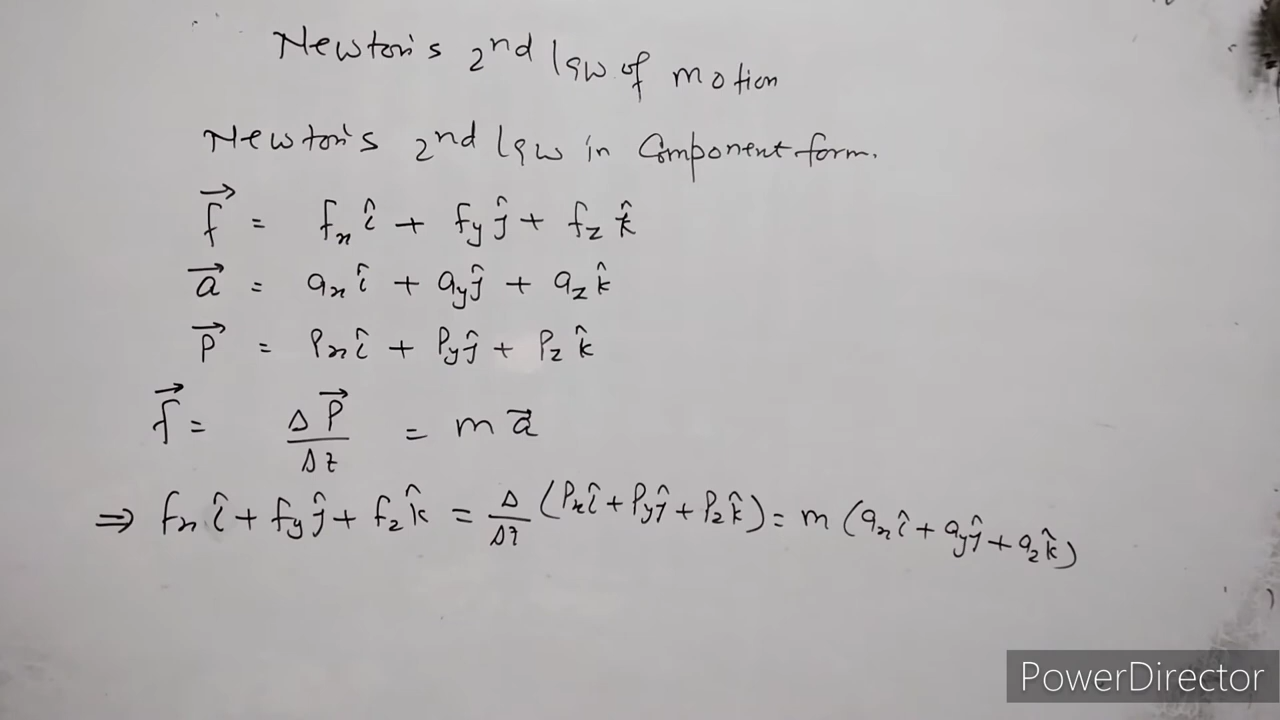 Newton's 2nd law of motion
Newton's 2nd law in Component form.
f⃗ = fx î + fy ĵ + fz k̂
a⃗ = ax î + ay ĵ + az k̂
P⃗ = Px î + Py ĵ + Pz k̂
f⃗ = ΔP⃗/Δt = m a⃗
⇒ fx î + fy ĵ + fz k̂ = Δ/Δt (Px î + Py ĵ + Pz k̂) = m (ax î + ay ĵ + az k̂)
PowerDirector